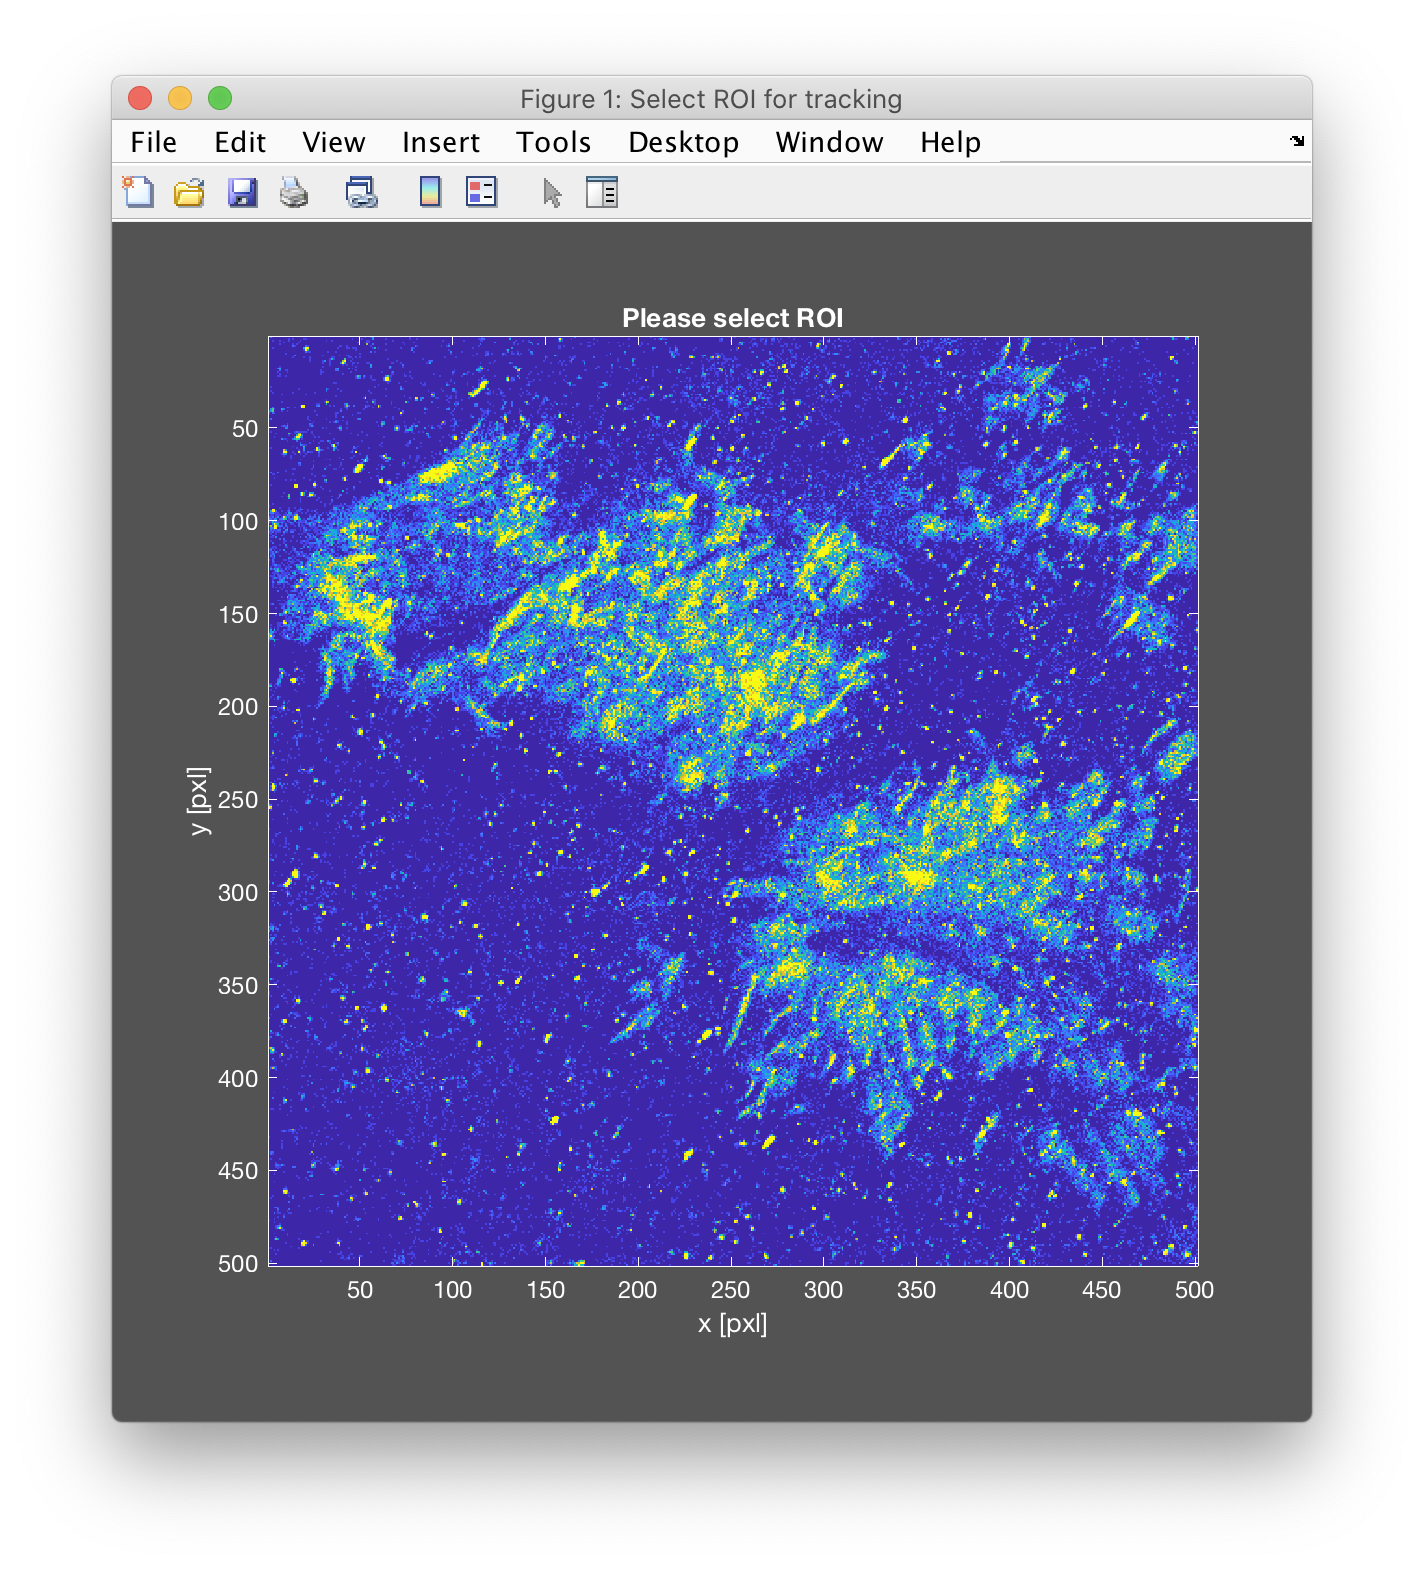 Figure 1: Select ROI for tracking
File Edit View Insert Tools Desktop Window Help
Please select ROI
50
100
150
200
250
300
350
400
450
500
y [pxl]
50 100 150 200 250 300 350 400 450 500
x [pxl]